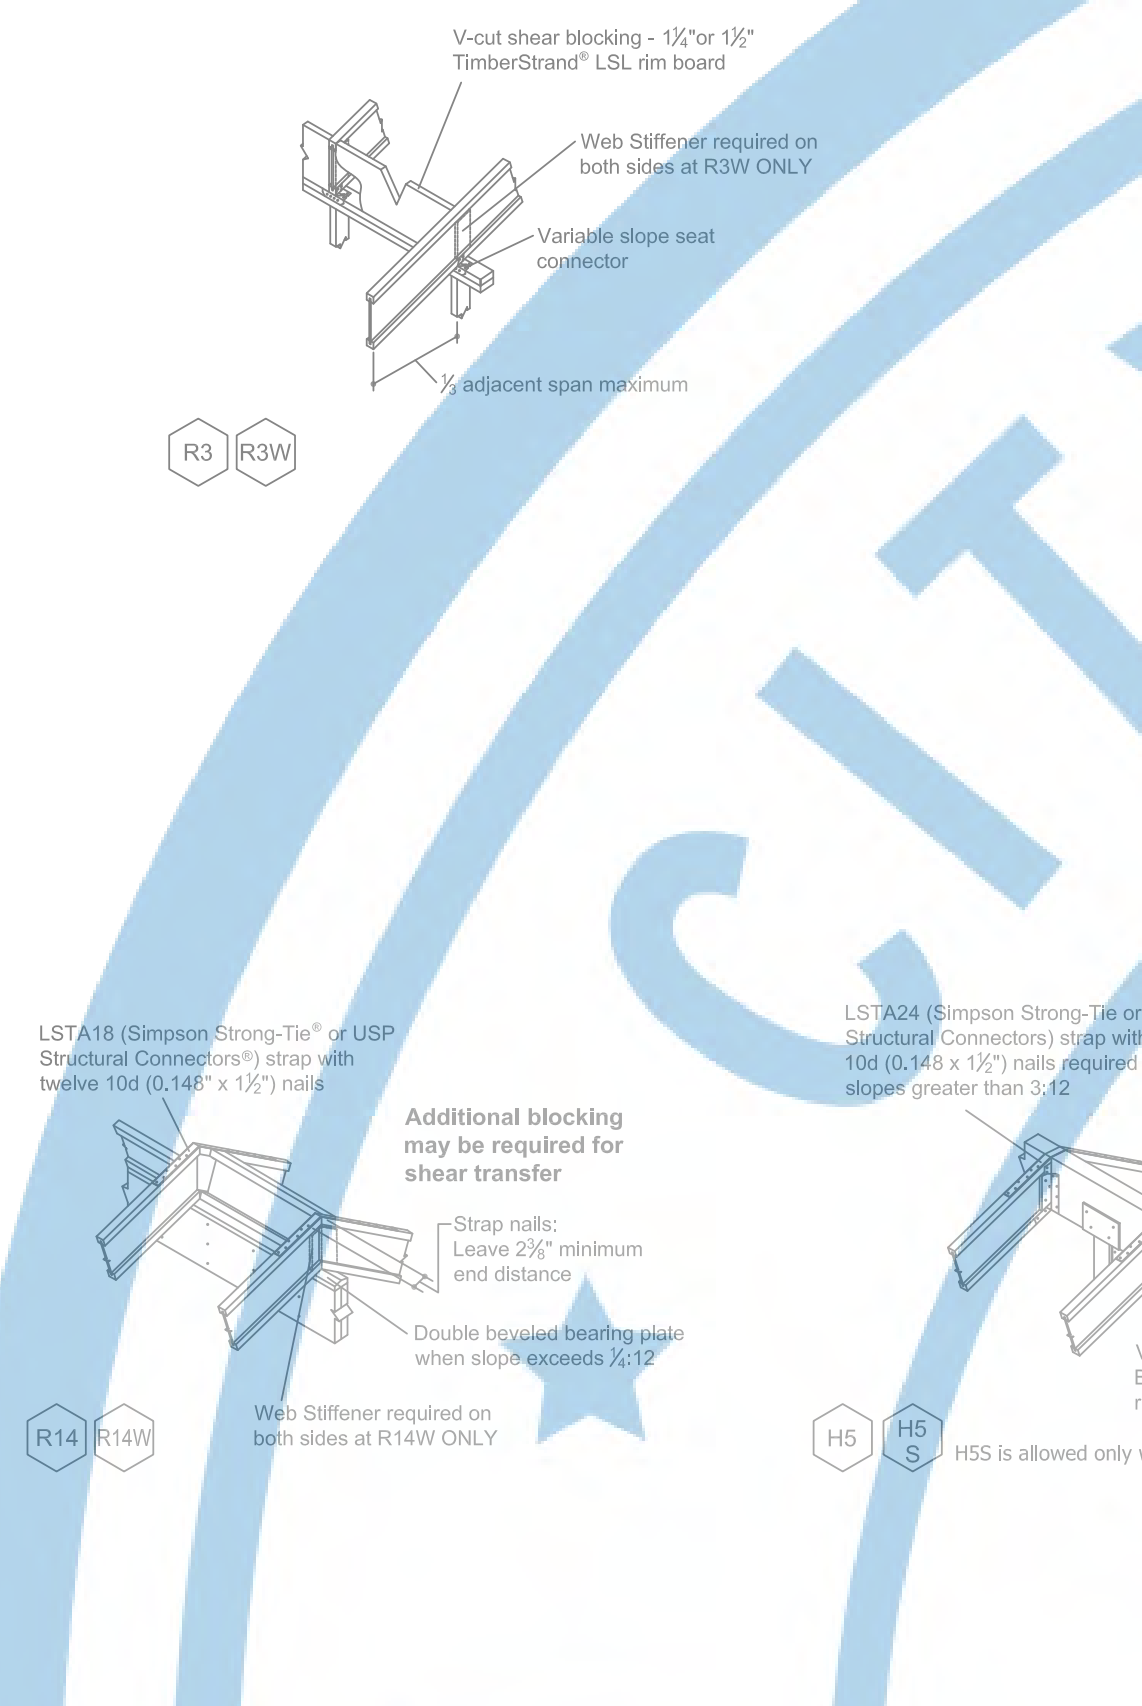 V-cut shear blocking - 1¼"or 1½"
TimberStrand® LSL rim board
Web Stiffener required on
both sides at R3W ONLY
Variable slope seat
connector
⅓ adjacent span maximum
R3 R3W
CIT
LSTA18 (Simpson Strong-Tie® or USP
Structural Connectors®) strap with
twelve 10d (0.148" x 1½") nails
Additional blocking
may be required for
shear transfer
Strap nails:
Leave 2⅜" minimum
end distance
Double beveled bearing plate
when slope exceeds ¼:12
Web Stiffener required on
both sides at R14W ONLY
R14 R14W
LSTA24 (Simpson Strong-Tie or
Structural Connectors) strap with
10d (0.148 x 1½") nails required
slopes greater than 3:12
H5
H5
S
H5S is allowed only